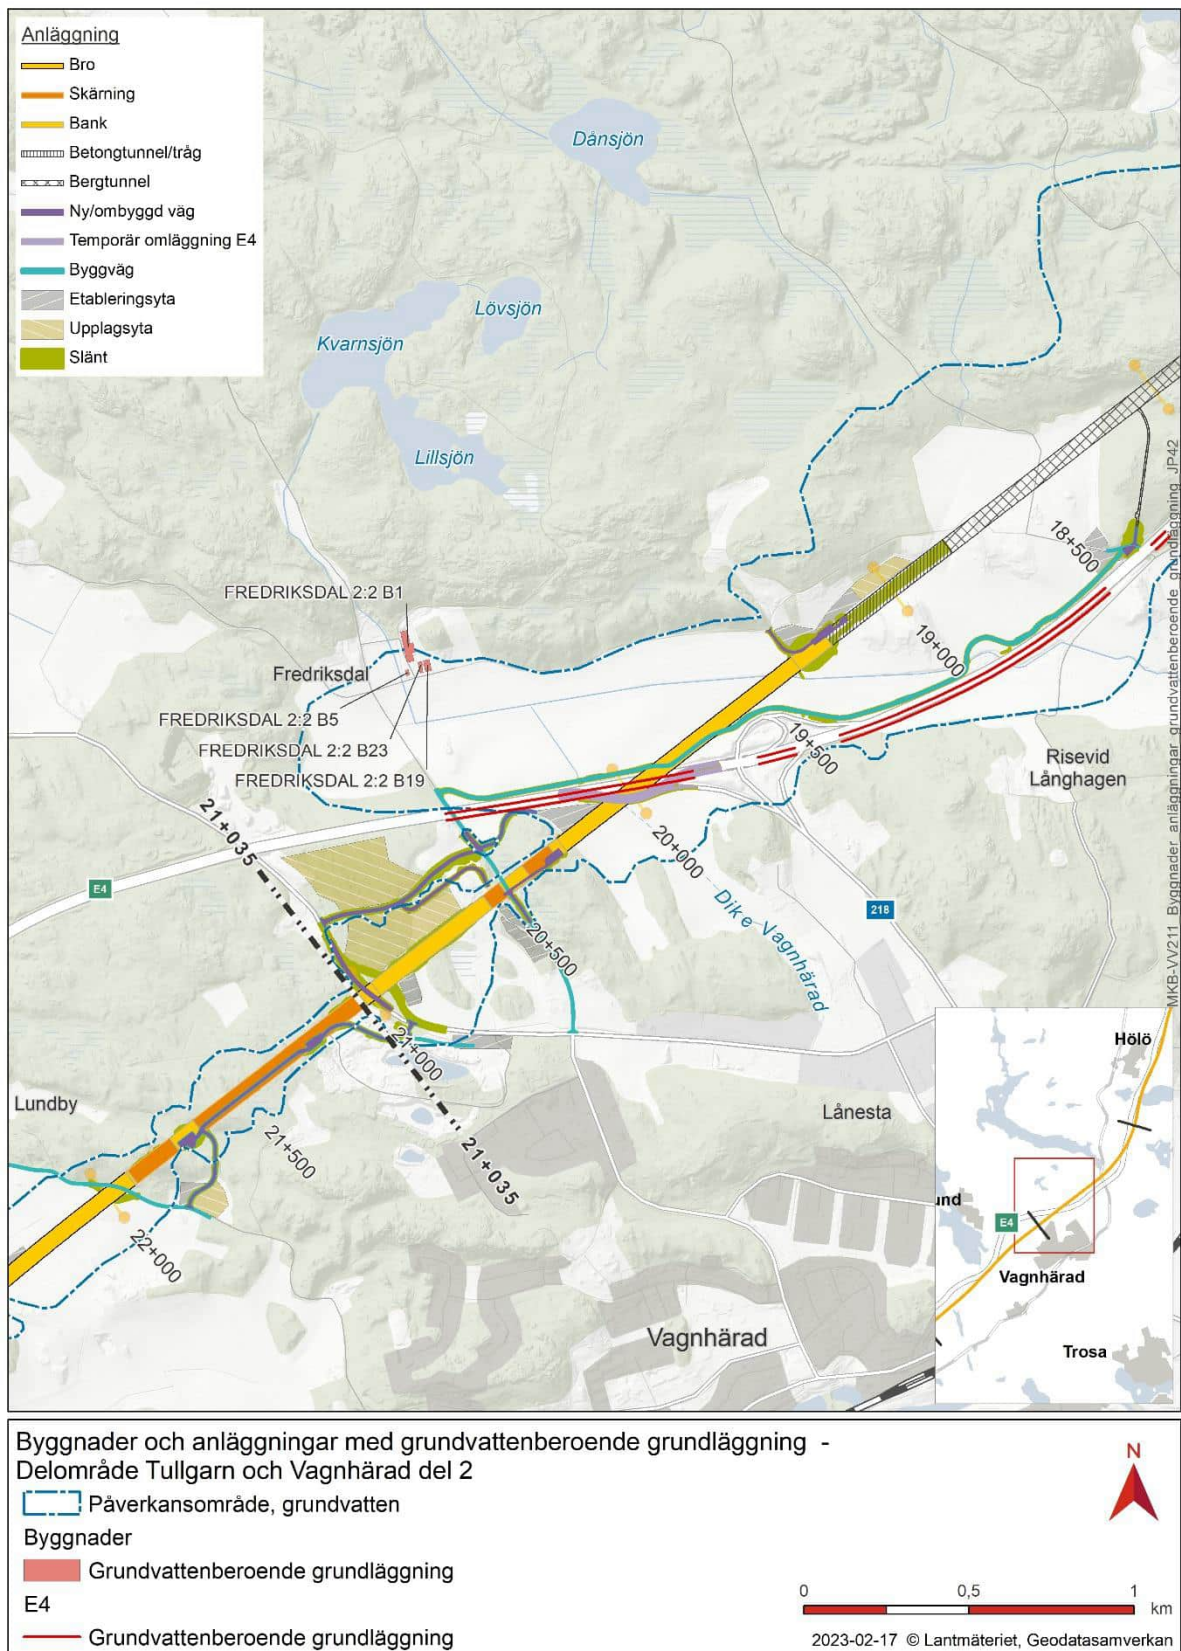 Anläggning
Bro
Skärning
Bank
Betongtunnel/tråg
Bergtunnel
Ny/ombyggd väg
Temporär omläggning E4
Byggväg
Etableringsyta
Upplagsyta
Slänt
Dånsjön
Lövsjön
Kvarnsjön
Lillsjön
FREDRIKSDAL 2:2 B1
Fredriksdal
FREDRIKSDAL 2:2 B5
FREDRIKSDAL 2:2 B23
FREDRIKSDAL 2:2 B19
18+500
19+000
19+500
Risevid
Långhagen
20+000
21+035
E4
218
Dike Vagnhärad
20+500
21+000
Lundby
21+500
21+035
Lånesta
22+000
Vagnhärad
Hölö
und
E4
Vagnhärad
Trosa
MKB-VV211 Byggnader anläggningar grundvattenberoende grundläggning JP42
Byggnader och anläggningar med grundvattenberoende grundläggning -
Delområde Tullgarn och Vagnhärad del 2
Påverkansområde, grundvatten
Byggnader
Grundvattenberoende grundläggning
E4
Grundvattenberoende grundläggning
N
0 0,5 1
km
2023-02-17 © Lantmäteriet, Geodatasamverkan